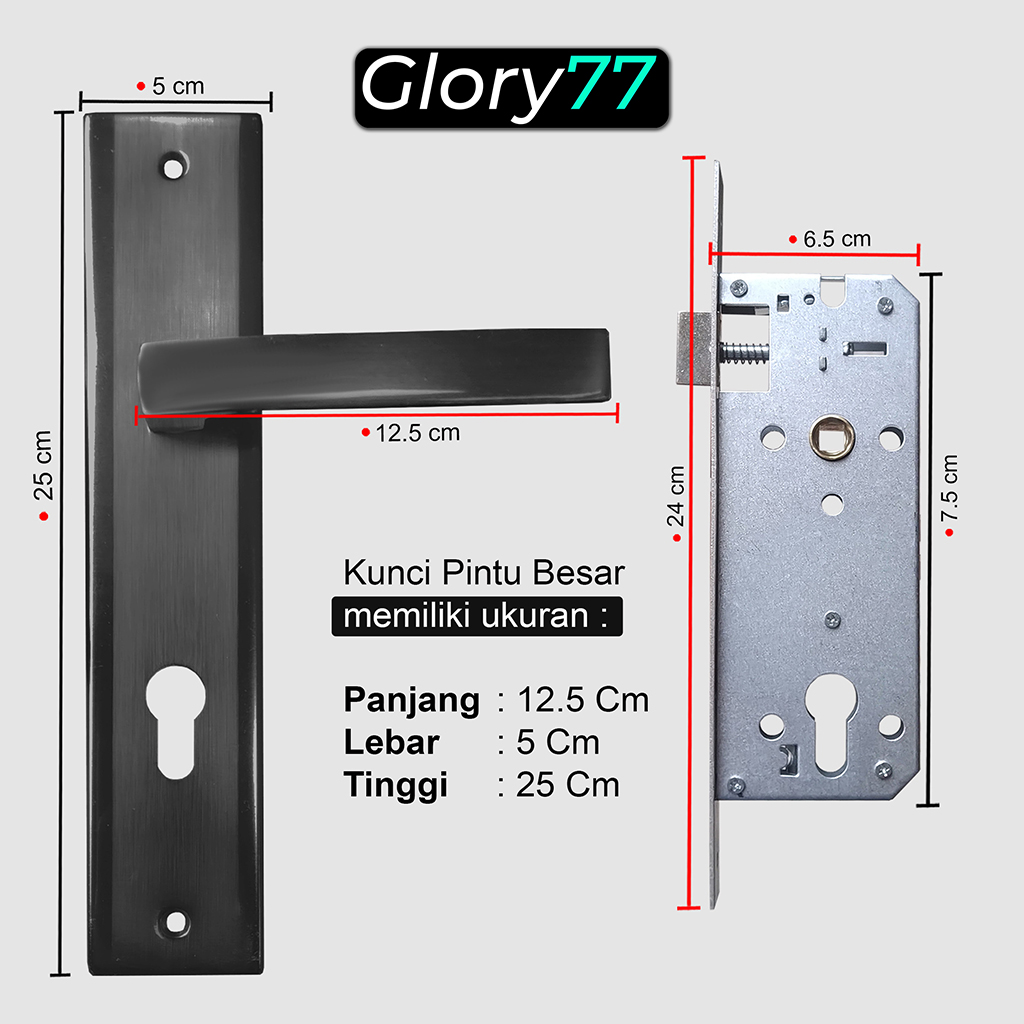 Glory77
5 cm
25 cm
12.5 cm
6.5 cm
24 cm
7.5 cm
Kunci Pintu Besar
memiliki ukuran :
Panjang : 12.5 Cm
Lebar : 5 Cm
Tinggi : 25 Cm